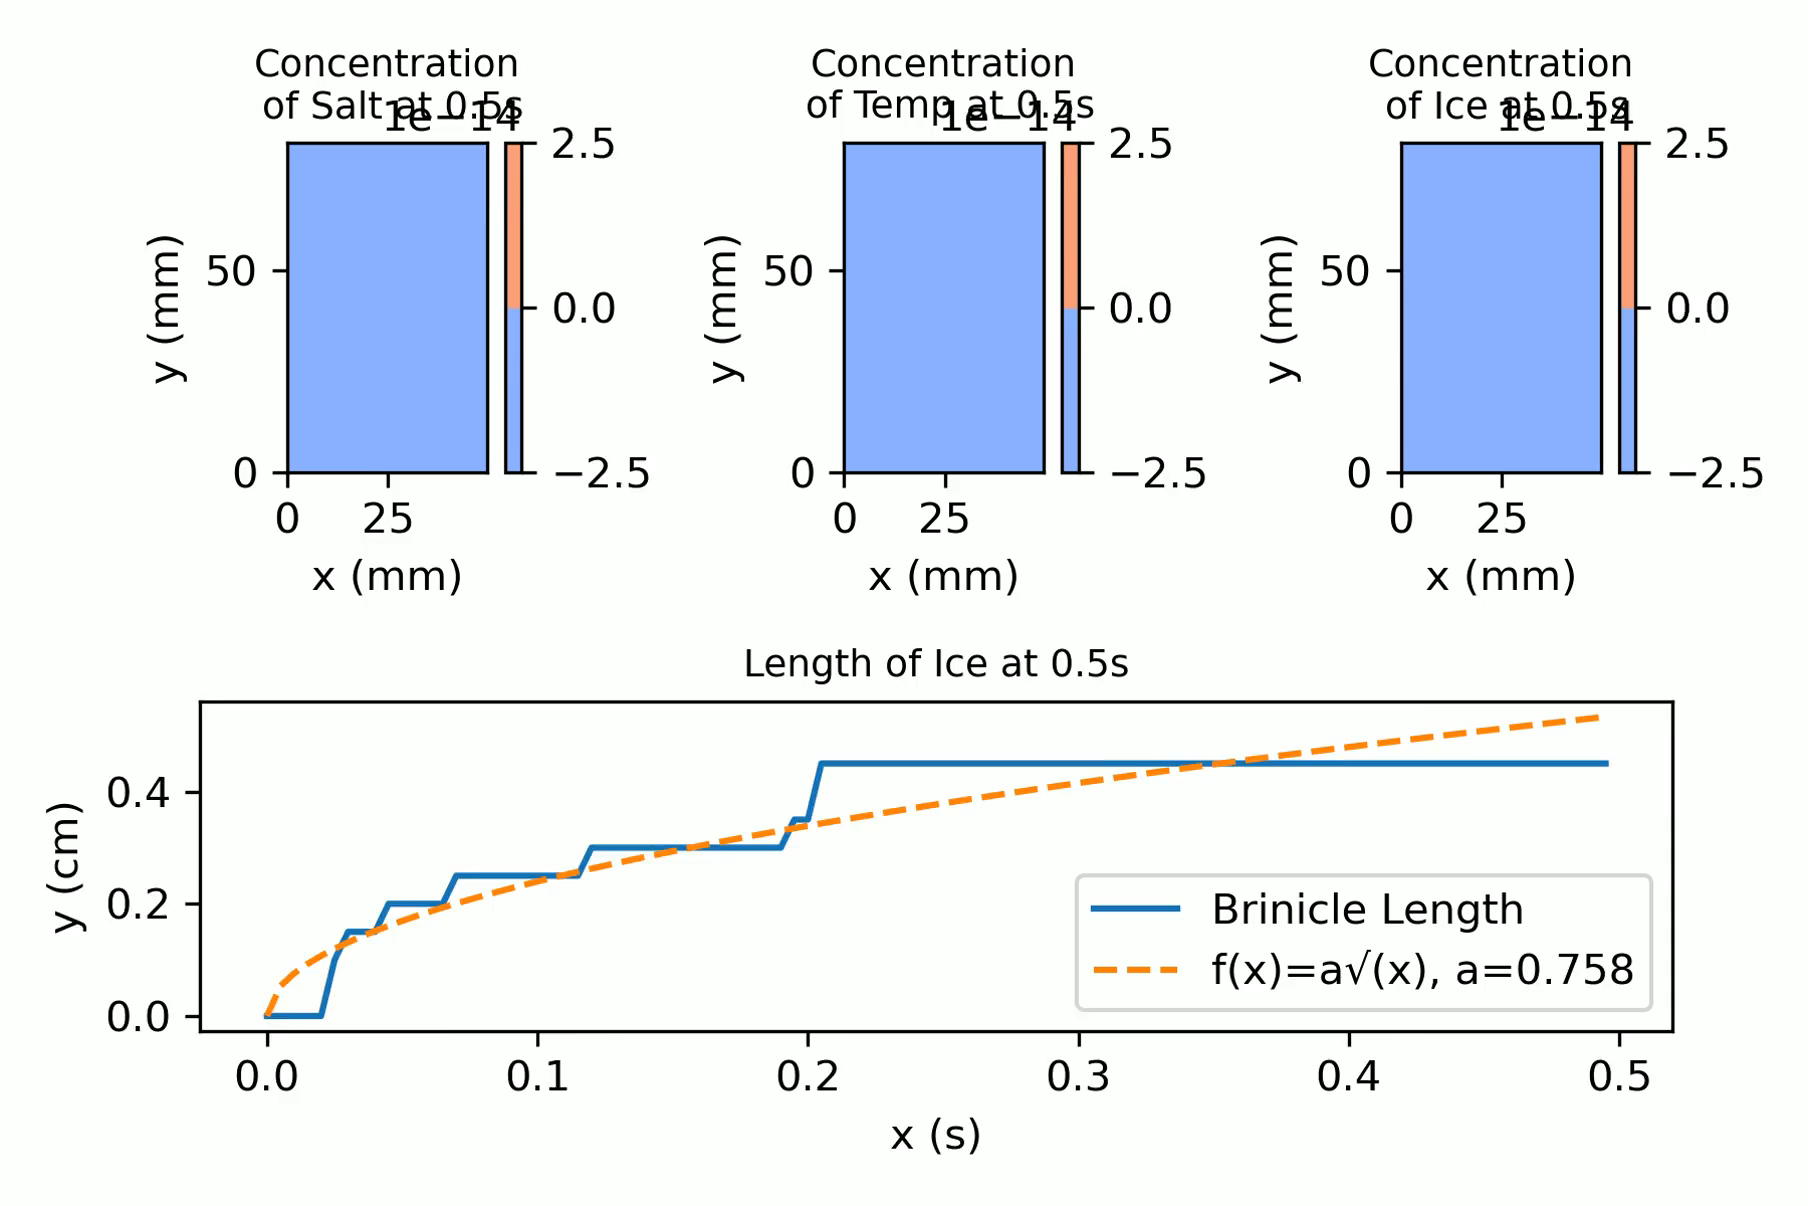 Concentration
of Salt at 0.5s
1e−14
2.5
0.0
−2.5
50
0
y (mm)
0 25
x (mm)
Concentration
of Temp at 0.5s
1e−14
2.5
0.0
−2.5
50
0
y (mm)
0 25
x (mm)
Concentration
of Ice at 0.5s
1e−14
2.5
0.0
−2.5
50
0
y (mm)
0 25
x (mm)
Length of Ice at 0.5s
y (cm)
0.4
0.2
0.0
Brinicle Length
f(x)=a√(x), a=0.758
0.0 0.1 0.2 0.3 0.4 0.5
x (s)